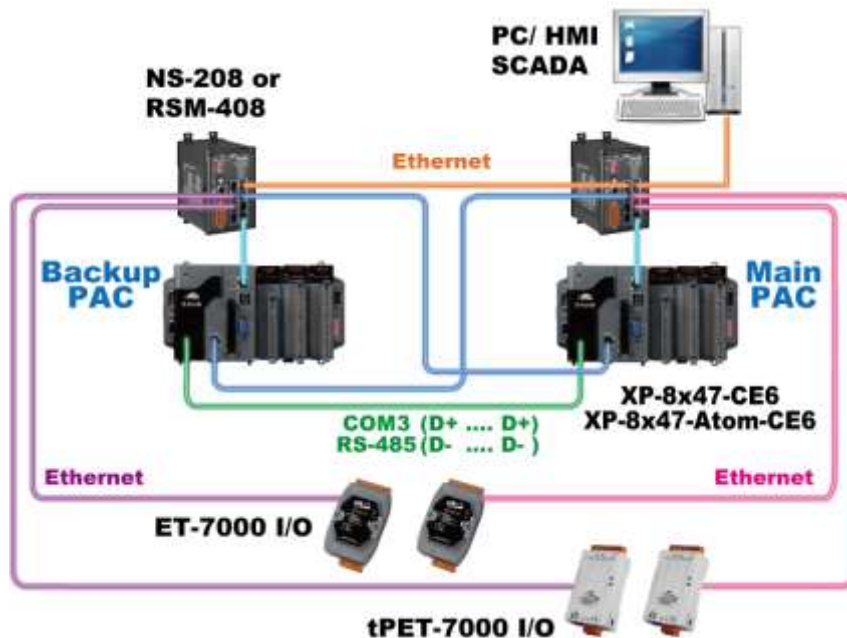 PC/ HMI
SCADA
NS-208 or
RSM-408
Ethernet
Backup
PAC
Main
PAC
XP-8x47-CE6
XP-8x47-Atom-CE6
COM3 (D+ .... D+)
RS-485 (D- .... D- )
Ethernet
Ethernet
ET-7000 I/O
tPET-7000 I/O